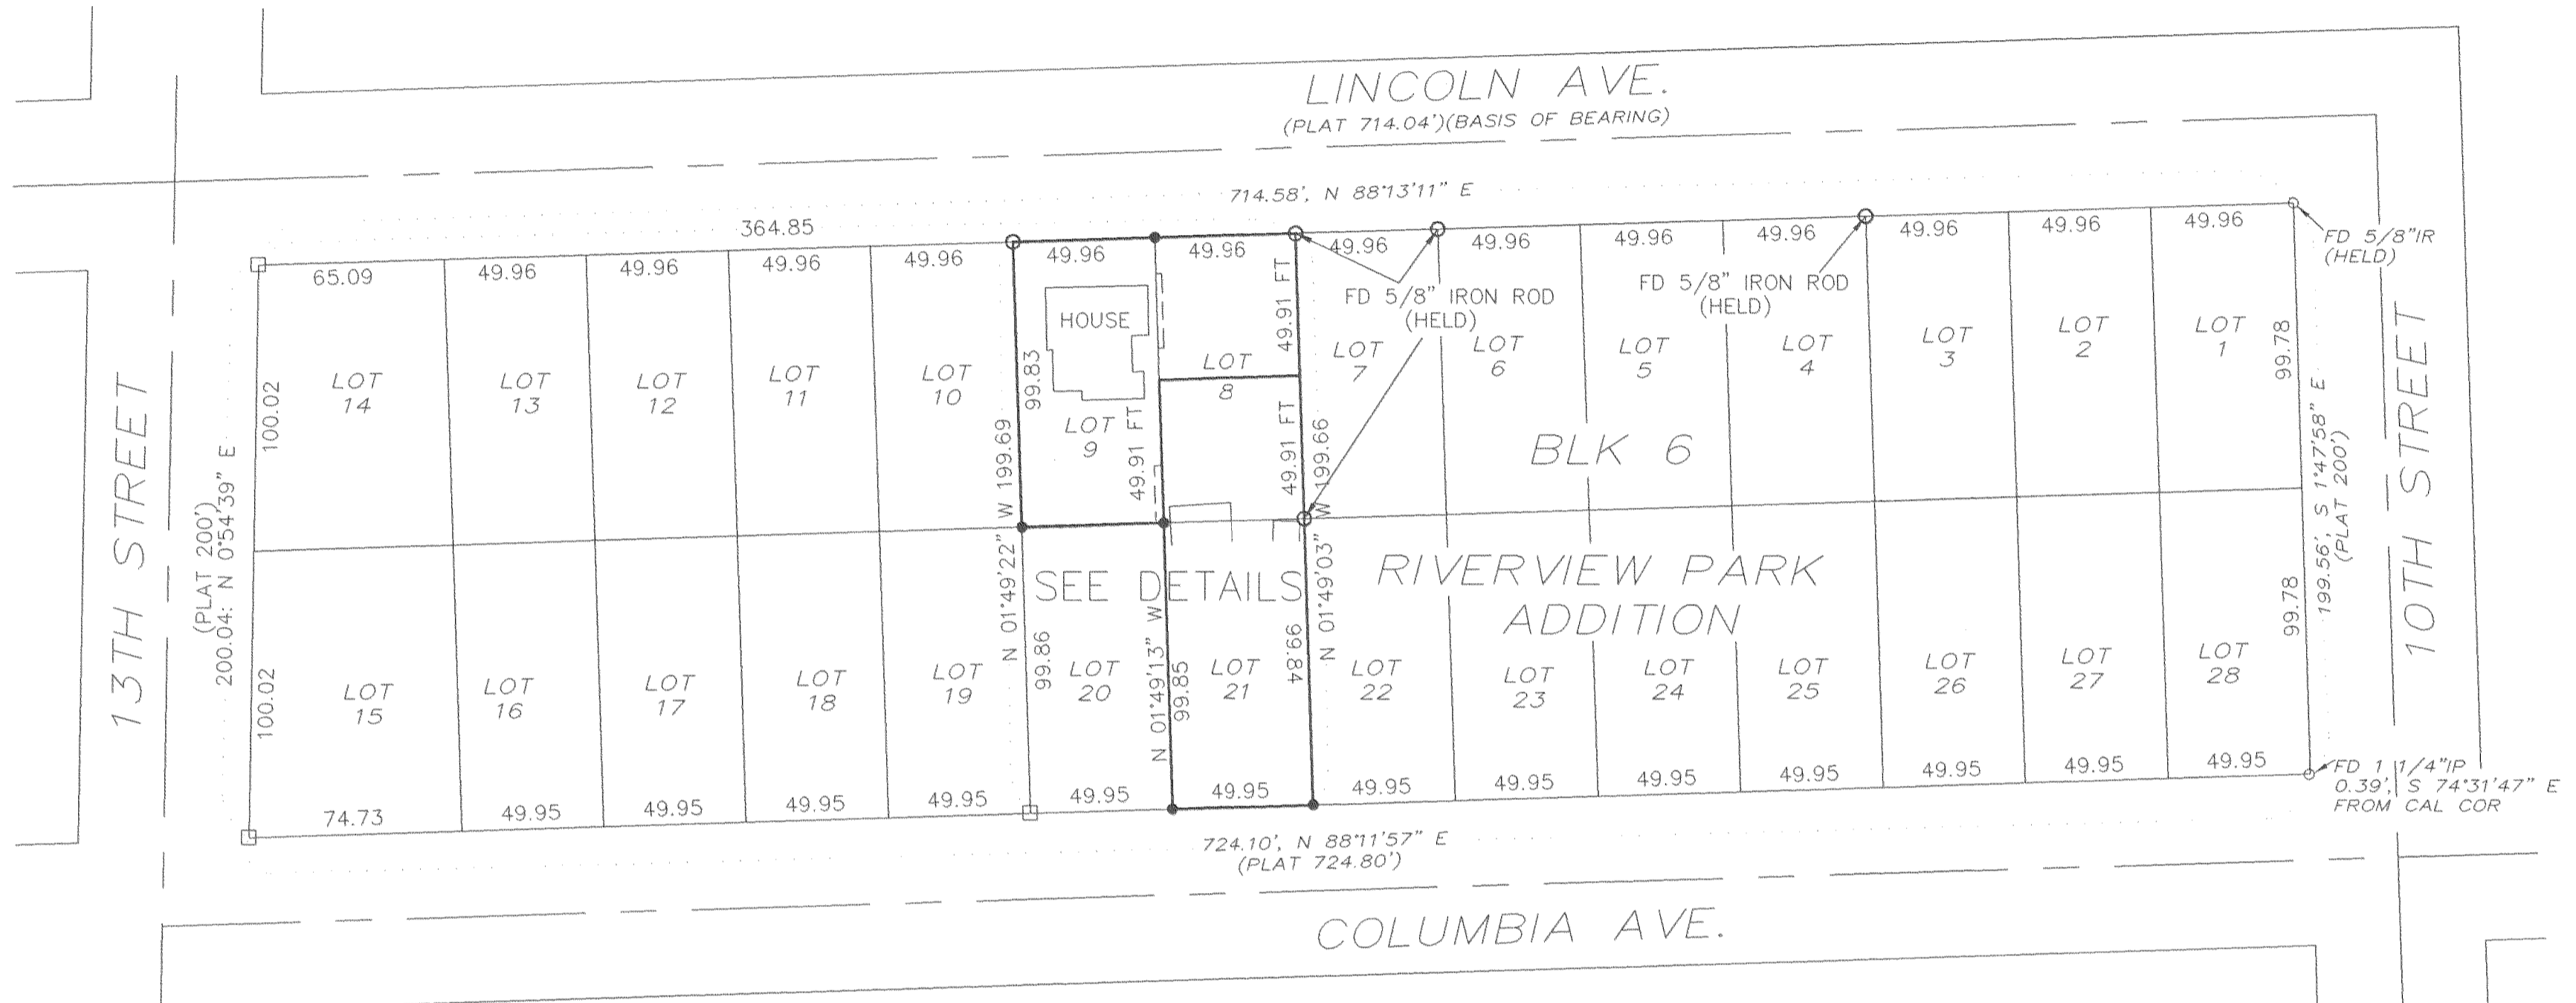 LINCOLN AVE.
(PLAT 714.04')(BASIS OF BEARING)
714.58', N 88°13'11" E
364.85
65.09
49.96
49.96
49.96
49.96
49.96
49.96
49.96
49.96
49.96
49.96
49.96
49.96
49.96
FD 5/8"IR
(HELD)
FD 5/8" IRON ROD
(HELD)
FD 5/8" IRON ROD
(HELD)
HOUSE
LOT
14
LOT
13
LOT
12
LOT
11
LOT
10
LOT
9
LOT
8
LOT
7
LOT
6
LOT
5
LOT
4
LOT
3
LOT
2
LOT
1
100.02
99.83
49.91 FT
49.91 FT
49.91 FT
99.78
13TH STREET
(PLAT 200')
200.04: N 0°54'39" E
N 01°49'22" W 199.69
N 01°49'13" W
N 01°49'03" W 199.66
199.56', S 1°47'58" E
(PLAT 200')
10TH STREET
BLK 6
RIVERVIEW PARK
ADDITION
SEE DETAILS
100.02
99.86
99.85
99.84
99.78
LOT
15
LOT
16
LOT
17
LOT
18
LOT
19
LOT
20
LOT
21
LOT
22
LOT
23
LOT
24
LOT
25
LOT
26
LOT
27
LOT
28
74.73
49.95
49.95
49.95
49.95
49.95
49.95
49.95
49.95
49.95
49.95
49.95
49.95
49.95
FD 1 1/4"IP
0.39', S 74°31'47" E
FROM CAL COR
724.10', N 88°11'57" E
(PLAT 724.80')
COLUMBIA AVE.